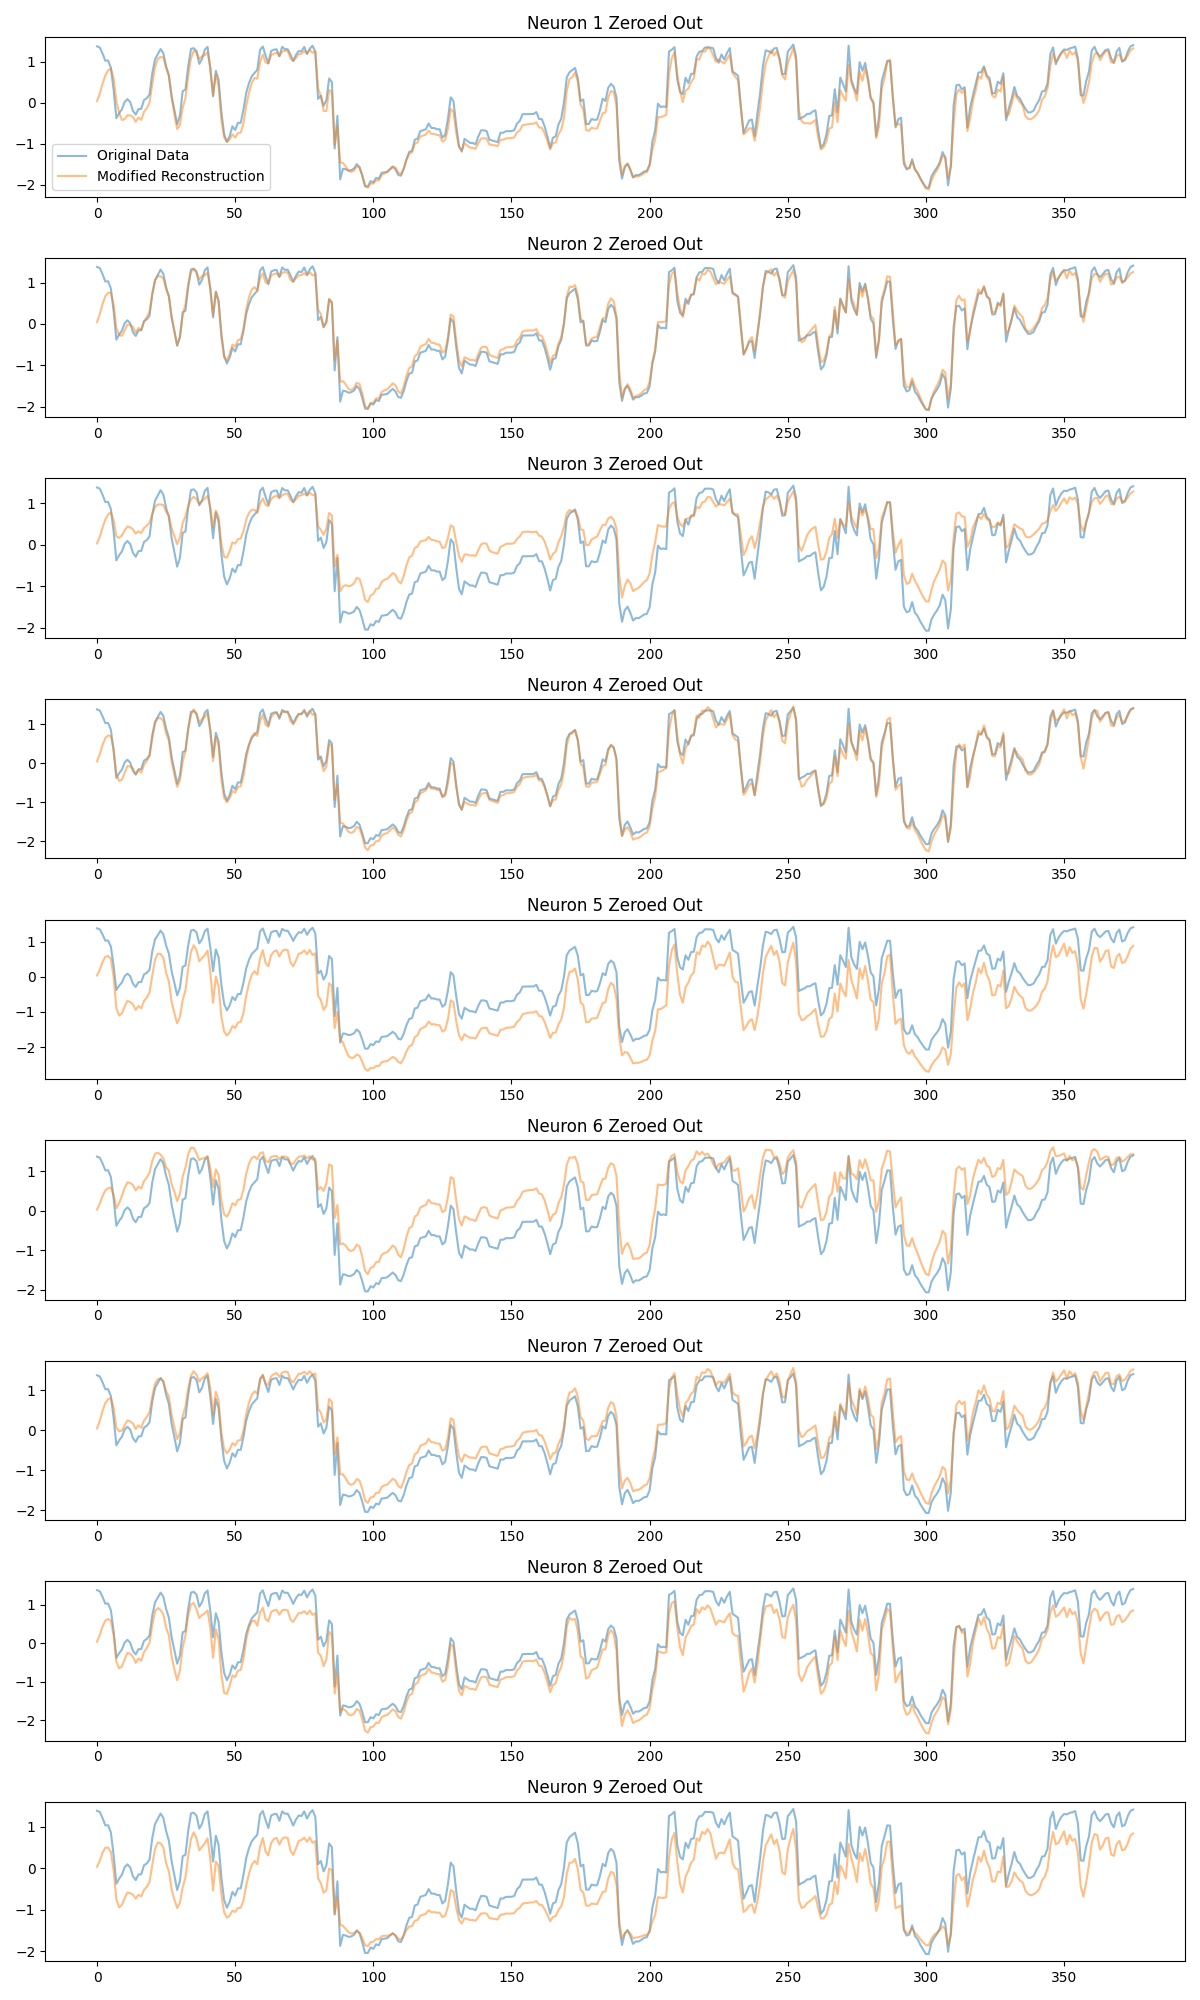 Neuron 1 Zeroed Out
1
0
−1
−2
Original Data
Modified Reconstruction
0 50 100 150 200 250 300 350
Neuron 2 Zeroed Out
1
0
−1
−2
0 50 100 150 200 250 300 350
Neuron 3 Zeroed Out
1
0
−1
−2
0 50 100 150 200 250 300 350
Neuron 4 Zeroed Out
1
0
−1
−2
0 50 100 150 200 250 300 350
Neuron 5 Zeroed Out
1
0
−1
−2
0 50 100 150 200 250 300 350
Neuron 6 Zeroed Out
1
0
−1
−2
0 50 100 150 200 250 300 350
Neuron 7 Zeroed Out
1
0
−1
−2
0 50 100 150 200 250 300 350
Neuron 8 Zeroed Out
1
0
−1
−2
0 50 100 150 200 250 300 350
Neuron 9 Zeroed Out
1
0
−1
−2
0 50 100 150 200 250 300 350